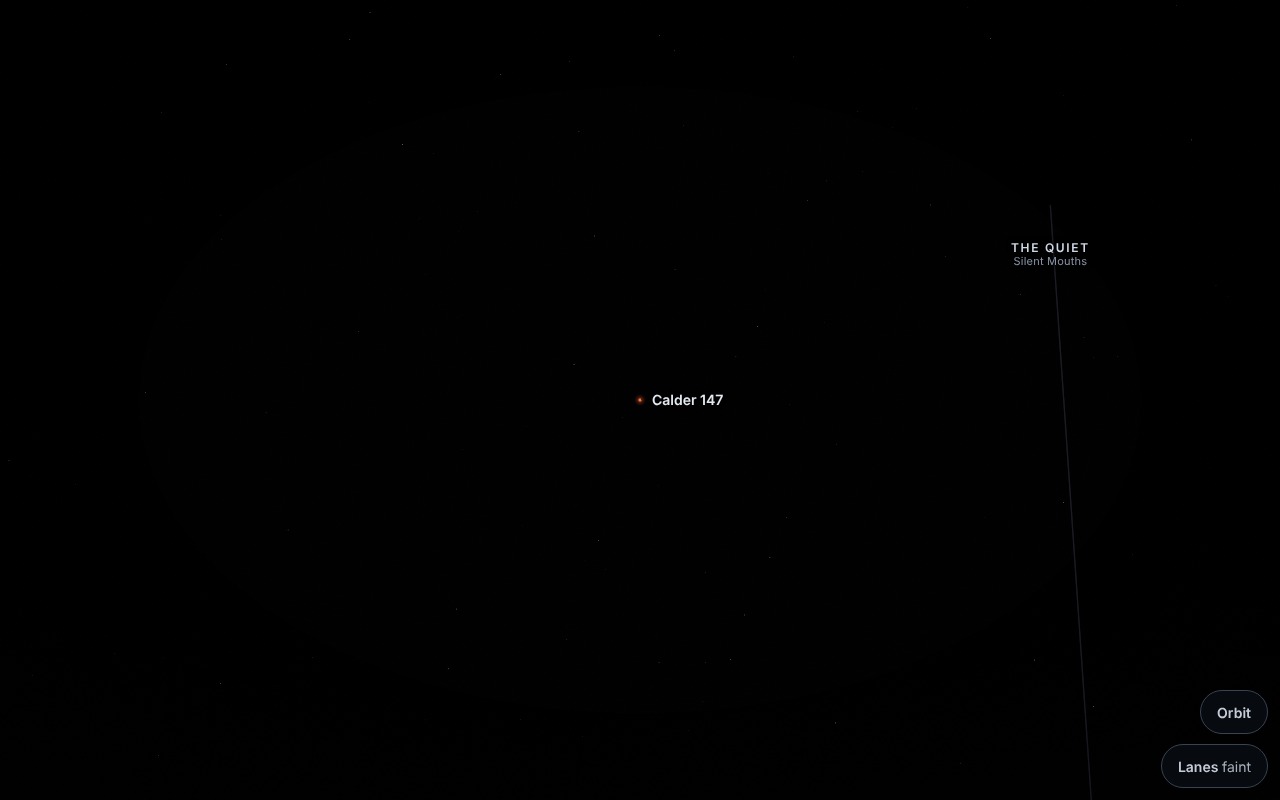 THE QUIET
Silent Mouths
Calder 147
Orbit
Lanes faint